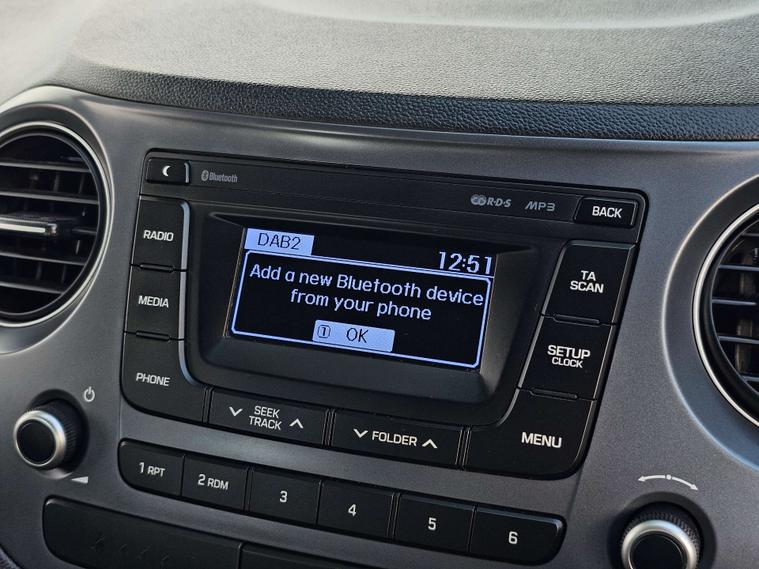 Bluetooth
R·D·S MP3
BACK
RADIO
DAB2
12:51
TA
SCAN
MEDIA
Add a new Bluetooth device
from your phone
1 OK
SETUP
CLOCK
PHONE
SEEK
TRACK
FOLDER
MENU
1 RPT
2 RDM
3
4
5
6